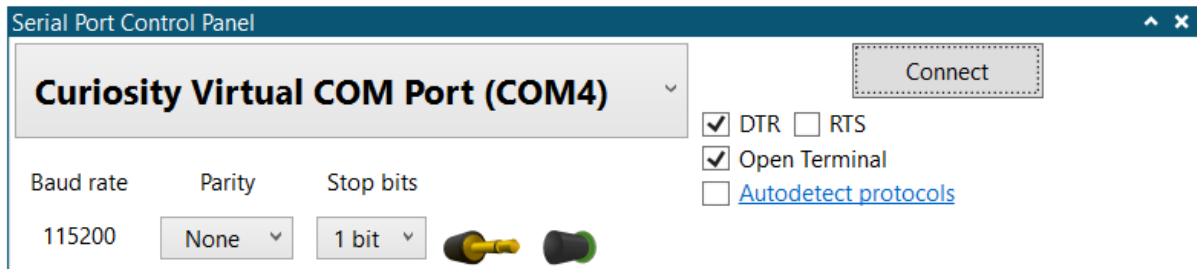 Serial Port Control Panel
Curiosity Virtual COM Port (COM4)
Connect
DTR RTS
Open Terminal
Autodetect protocols
Baud rate Parity Stop bits
115200 None 1 bit